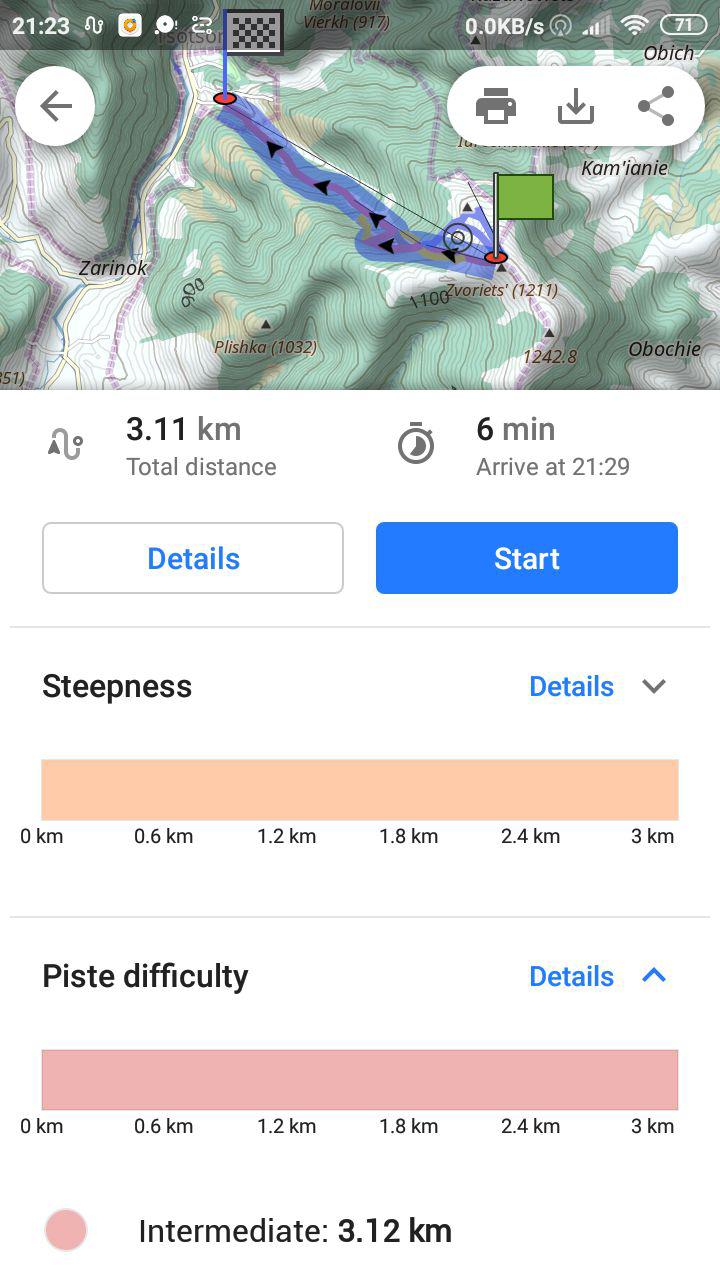 21:23
0.0KB/s
71
Moralovii
Vierkh (917)
Obich
Kam'ianie
Zarinok
900
1100
Zvoriets' (1211)
Plishka (1032)
1242.8
Obochie
851)
3.11 km
Total distance
6 min
Arrive at 21:29
Details
Start
Steepness
Details
0 km
0.6 km
1.2 km
1.8 km
2.4 km
3 km
Piste difficulty
Details
0 km
0.6 km
1.2 km
1.8 km
2.4 km
3 km
Intermediate: 3.12 km